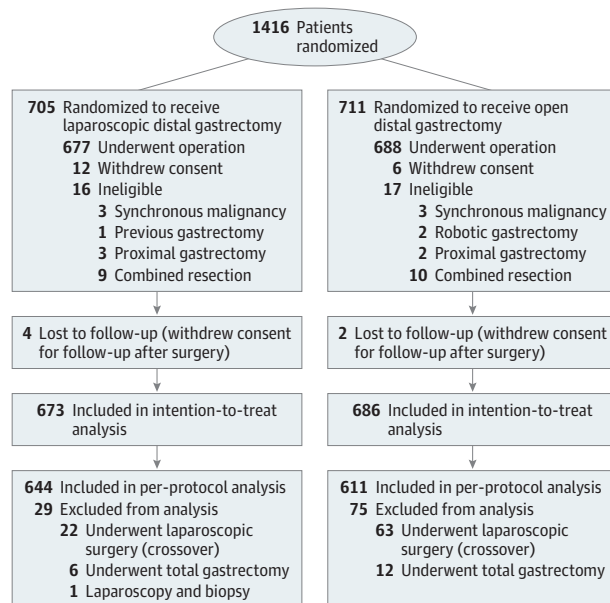 1416 Patients
randomized
705 Randomized to receive
laparoscopic distal gastrectomy
677 Underwent operation
12 Withdrew consent
16 Ineligible
3 Synchronous malignancy
1 Previous gastrectomy
3 Proximal gastrectomy
9 Combined resection
4 Lost to follow-up (withdrew consent
for follow-up after surgery)
673 Included in intention-to-treat
analysis
644 Included in per-protocol analysis
29 Excluded from analysis
22 Underwent laparoscopic
surgery (crossover)
6 Underwent total gastrectomy
1 Laparoscopy and biopsy
711 Randomized to receive open
distal gastrectomy
688 Underwent operation
6 Withdrew consent
17 Ineligible
3 Synchronous malignancy
2 Robotic gastrectomy
2 Proximal gastrectomy
10 Combined resection
2 Lost to follow-up (withdrew consent
for follow-up after surgery)
686 Included in intention-to-treat
analysis
611 Included in per-protocol analysis
75 Excluded from analysis
63 Underwent laparoscopic
surgery (crossover)
12 Underwent total gastrectomy